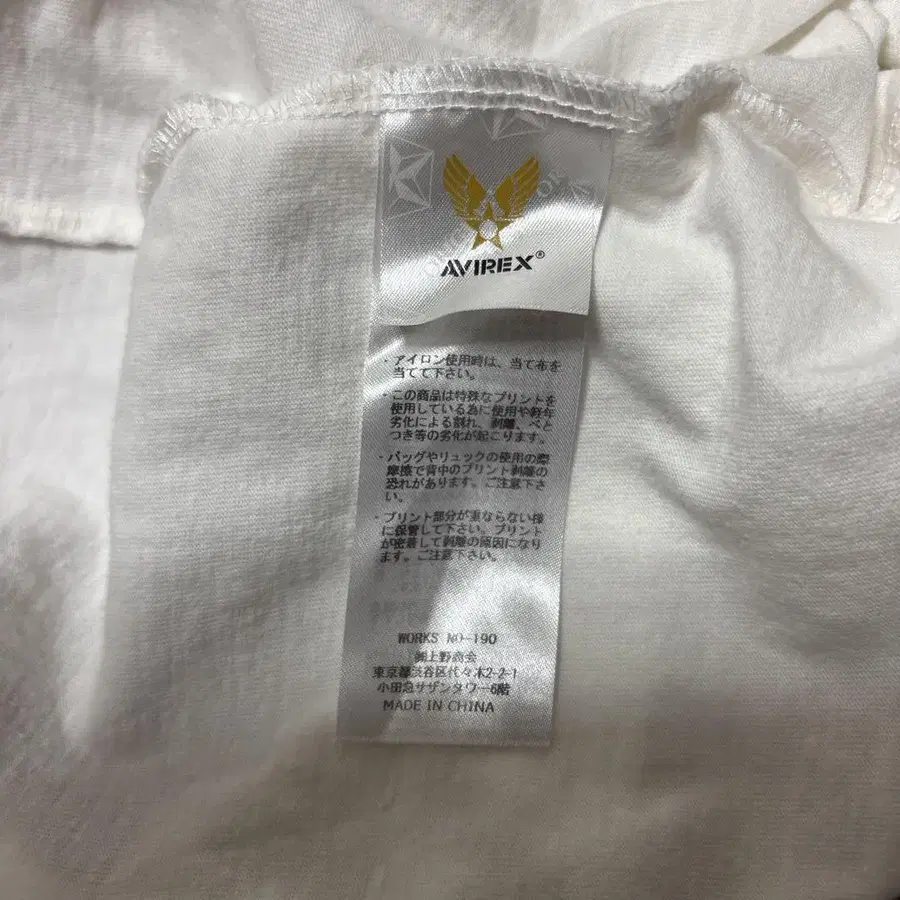 AVIREX®
・アイロン使用時は、当て布を
当てて下さい。
・この商品は特殊なプリントを
使用している為に使用や経年
劣化による割れ、剥離、べと
つき等の劣化が起こります。
・バッグやリュックの使用の際
摩擦で背中のプリント剥離の
恐れがあります。ご注意下さ
い。
・プリント部分が重ならない様
に保管して下さい。プリント
が密着して剥離の原因になり
ます。ご注意下さい。
WORKS NO-190
㈱上野商会
東京都渋谷区代々木2-2-1
小田急サザンタワー6階
MADE IN CHINA